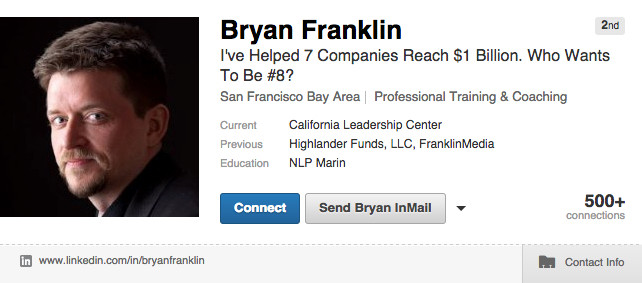 Bryan Franklin
2nd
I've Helped 7 Companies Reach $1 Billion. Who Wants
To Be #8?
San Francisco Bay Area | Professional Training & Coaching
Current California Leadership Center
Previous Highlander Funds, LLC, FranklinMedia
Education NLP Marin
Connect Send Bryan InMail
500+
connections
in www.linkedin.com/in/bryanfranklin Contact Info